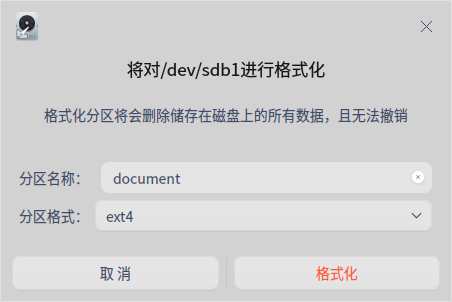 将对/dev/sdb1进行格式化
格式化分区将会删除储存在磁盘上的所有数据，且无法撤销
分区名称： document
分区格式： ext4
取 消 格式化